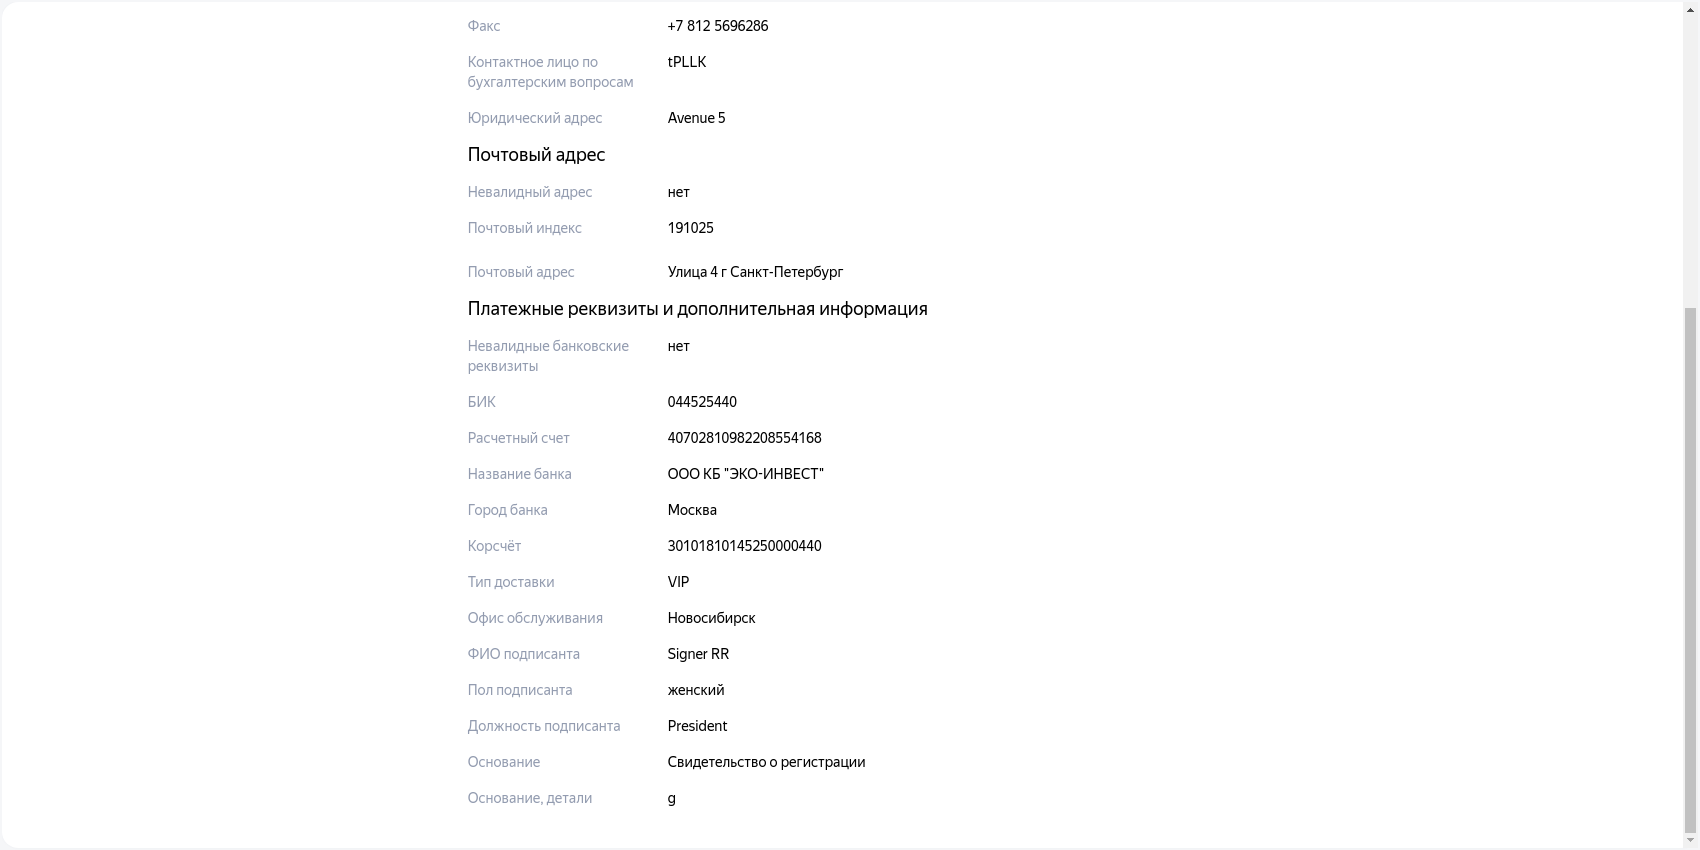 Факс +7 812 5696286
Контактное лицо по tPLLK
бухгалтерским вопросам
Юридический адрес Avenue 5
Почтовый адрес
Невалидный адрес нет
Почтовый индекс 191025
Почтовый адрес Улица 4 г Санкт-Петербург
Платежные реквизиты и дополнительная информация
Невалидные банковские нет
реквизиты
БИК 044525440
Расчетный счет 40702810982208554168
Название банка ООО КБ "ЭКО-ИНВЕСТ"
Город банка Москва
Корсчёт 30101810145250000440
Тип доставки VIP
Офис обслуживания Новосибирск
ФИО подписанта Signer RR
Пол подписанта женский
Должность подписанта President
Основание Свидетельство о регистрации
Основание, детали g